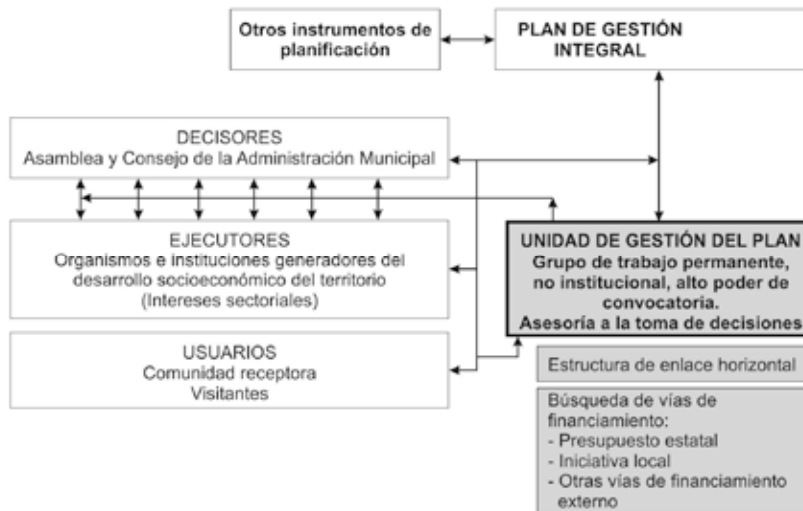 Otros instrumentos de
planificación
PLAN DE GESTIÓN
INTEGRAL
DECISORES
Asamblea y Consejo de la Administración Municipal
EJECUTORES
Organismos e instituciones generadores del
desarrollo socioeconómico del territorio
(Intereses sectoriales)
USUARIOS
Comunidad receptora
Visitantes
UNIDAD DE GESTIÓN DEL PLAN
Grupo de trabajo permanente,
no institucional, alto poder de
convocatoria.
Asesoría a la toma de decisiones
Estructura de enlace horizontal
Búsqueda de vías de
financiamiento:
- Presupuesto estatal
- Iniciativa local
- Otras vías de financiamiento
externo